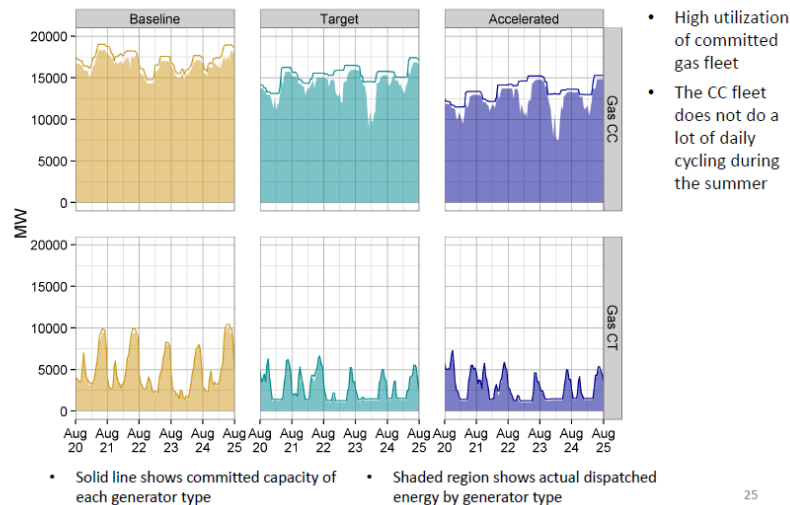 Baseline
Target
Accelerated
20000
15000
10000
5000
0
Gas CC
MW
20000
15000
10000
5000
0
Gas CT
Aug Aug Aug Aug Aug Aug
20 21 22 23 24 25
Aug Aug Aug Aug Aug Aug
20 21 22 23 24 25
Aug Aug Aug Aug Aug Aug
20 21 22 23 24 25
• High utilization
of committed
gas fleet
• The CC fleet
does not do a
lot of daily
cycling during
the summer
• Solid line shows committed capacity of
each generator type
• Shaded region shows actual dispatched
energy by generator type
25